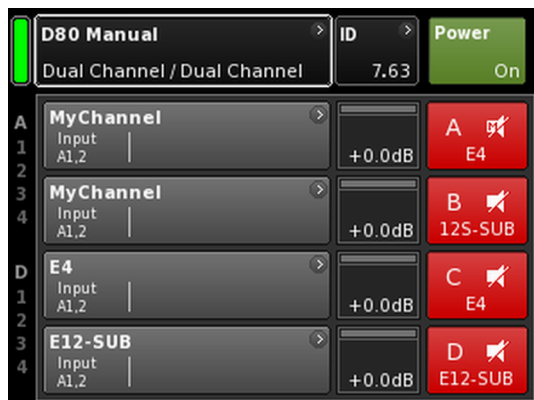 D80 Manual
Dual Channel / Dual Channel
ID
7.63
Power
On
A
1
2
3
4
D
1
2
3
4
MyChannel
Input
A1,2
+0.0dB
A
E4
MyChannel
Input
A1,2
+0.0dB
B
12S-SUB
E4
Input
A1,2
+0.0dB
C
E4
E12-SUB
Input
A1,2
+0.0dB
D
E12-SUB